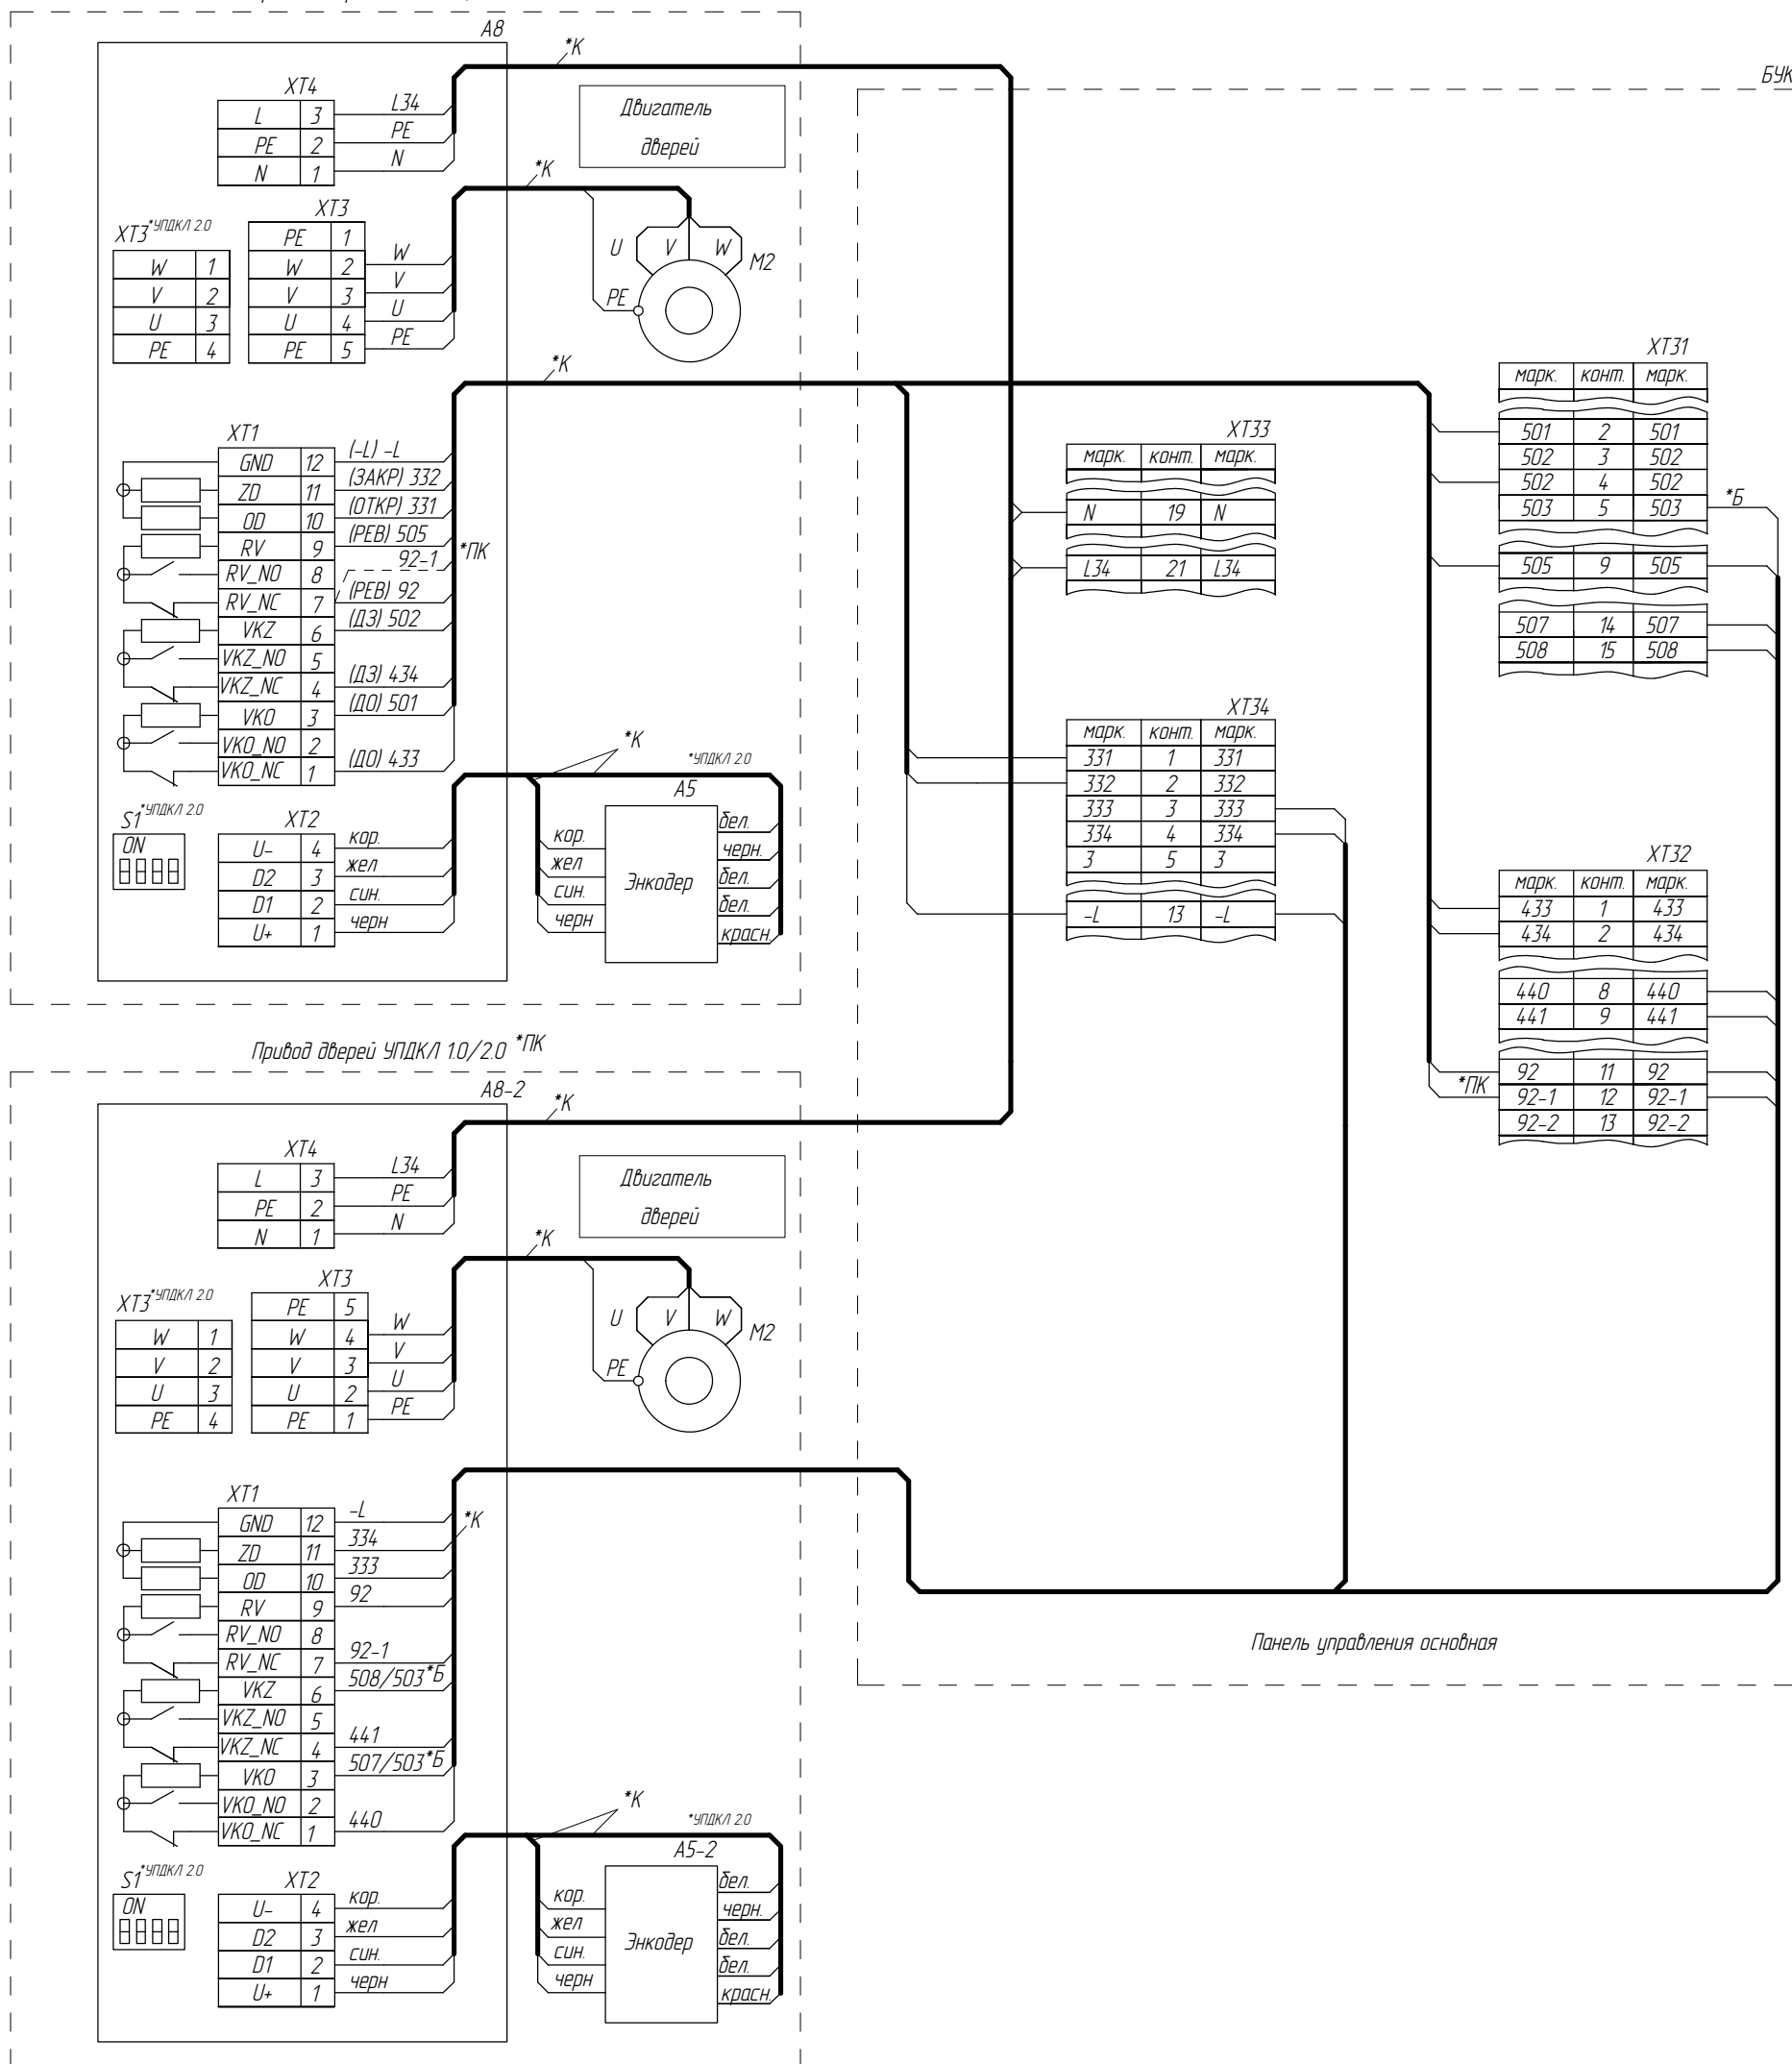 A8
*К
БУК
XT4
L 3 L34
PE 2 PE
N 1 N
Двигатель
дверей
*К
XT3 *УПДКЛ 2.0
W 1
V 2
U 3
PE 4
XT3
PE 1
W 2 W
V 3 V
U 4 U
PE 5 PE
U V W M2
PE
*К
XT1
GND 12 (-L) -L
ZD 11 (ЗАКР) 332
OD 10 (ОТКР) 331
RV 9 (РЕВ) 505
RV_NO 8 92-1 *ПК
RV_NC 7 (РЕВ) 92
VKZ 6 (ДЗ) 502
VKZ_NO 5
VKZ_NC 4 (ДЗ) 434
VKO 3 (ДО) 501
VKO_NO 2
VKO_NC 1 (ДО) 433
*К
*УПДКЛ 2.0
S1 *УПДКЛ 2.0
ON
XT2
U- 4 кор.
D2 3 жел
D1 2 син.
U+ 1 черн
A5
кор.
жел
син.
черн
Энкодер
бел.
черн.
бел.
бел.
красн.
XT33
марк. конт. марк.
N 19 N
L34 21 L34
XT34
марк. конт. марк.
331 1 331
332 2 332
333 3 333
334 4 334
3 5 3
-L 13 -L
XT31
марк. конт. марк.
501 2 501
502 3 502
502 4 502
503 5 503
*Б
505 9 505
507 14 507
508 15 508
XT32
марк. конт. марк.
433 1 433
434 2 434
440 8 440
441 9 441
92 11 92
*ПК 92-1 12 92-1
92-2 13 92-2
Привод дверей УПДКЛ 1.0/2.0 *ПК
A8-2
*К
XT4
L 3 L34
PE 2 PE
N 1 N
Двигатель
дверей
*К
XT3 *УПДКЛ 2.0
W 1
V 2
U 3
PE 4
XT3
PE 5
W 4 W
V 3 V
U 2 U
PE 1 PE
U V W M2
PE
XT1
GND 12 -L
*К
ZD 11 334
OD 10 333
RV 9 92
RV_NO 8
RV_NC 7 92-1
VKZ 6 508/503*Б
VKZ_NO 5
VKZ_NC 4 441
VKO 3 507/503*Б
VKO_NO 2
VKO_NC 1 440
*К
*УПДКЛ 2.0
S1 *УПДКЛ 2.0
ON
XT2
U- 4 кор.
D2 3 жел
D1 2 син.
U+ 1 черн
A5-2
кор.
жел
син.
черн
Энкодер
бел.
черн.
бел.
бел.
красн.
Панель управления основная